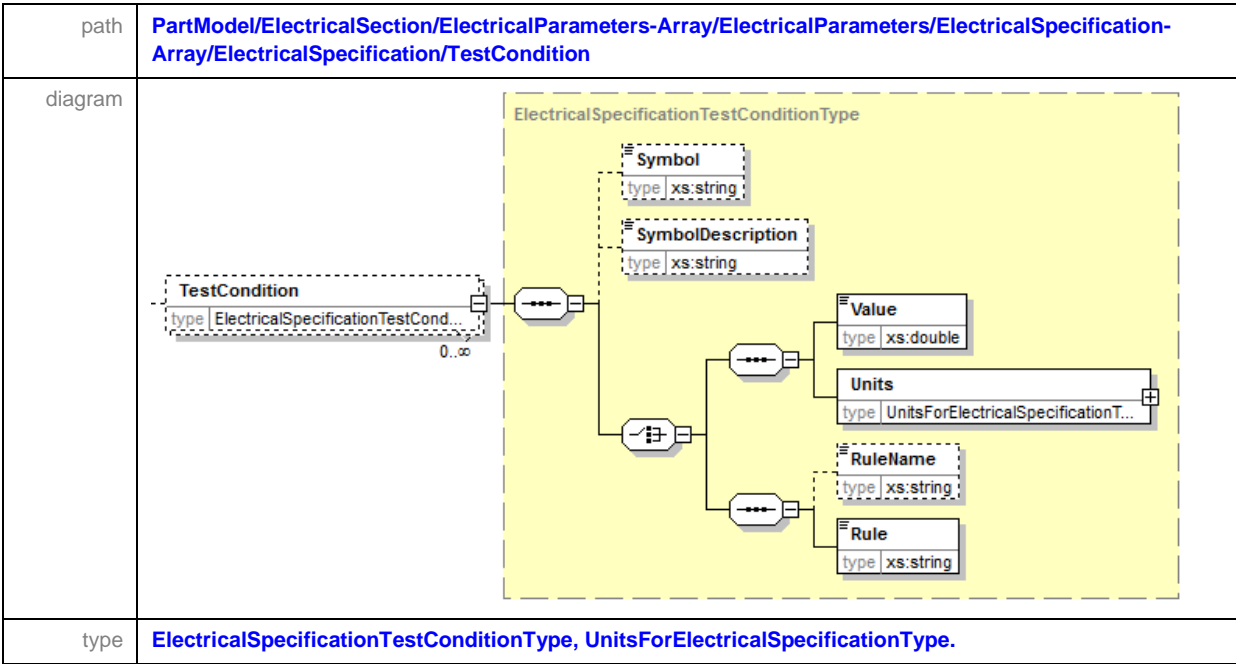 path
PartModel/ElectricalSection/ElectricalParameters-Array/ElectricalParameters/ElectricalSpecification-
Array/ElectricalSpecification/TestCondition
diagram
ElectricalSpecificationTestConditionType
Symbol
type xs:string
SymbolDescription
type xs:string
TestCondition
type ElectricalSpecificationTestCond...
0..∞
Value
type xs:double
Units
type UnitsForElectricalSpecificationT...
RuleName
type xs:string
Rule
type xs:string
type
ElectricalSpecificationTestConditionType, UnitsForElectricalSpecificationType.